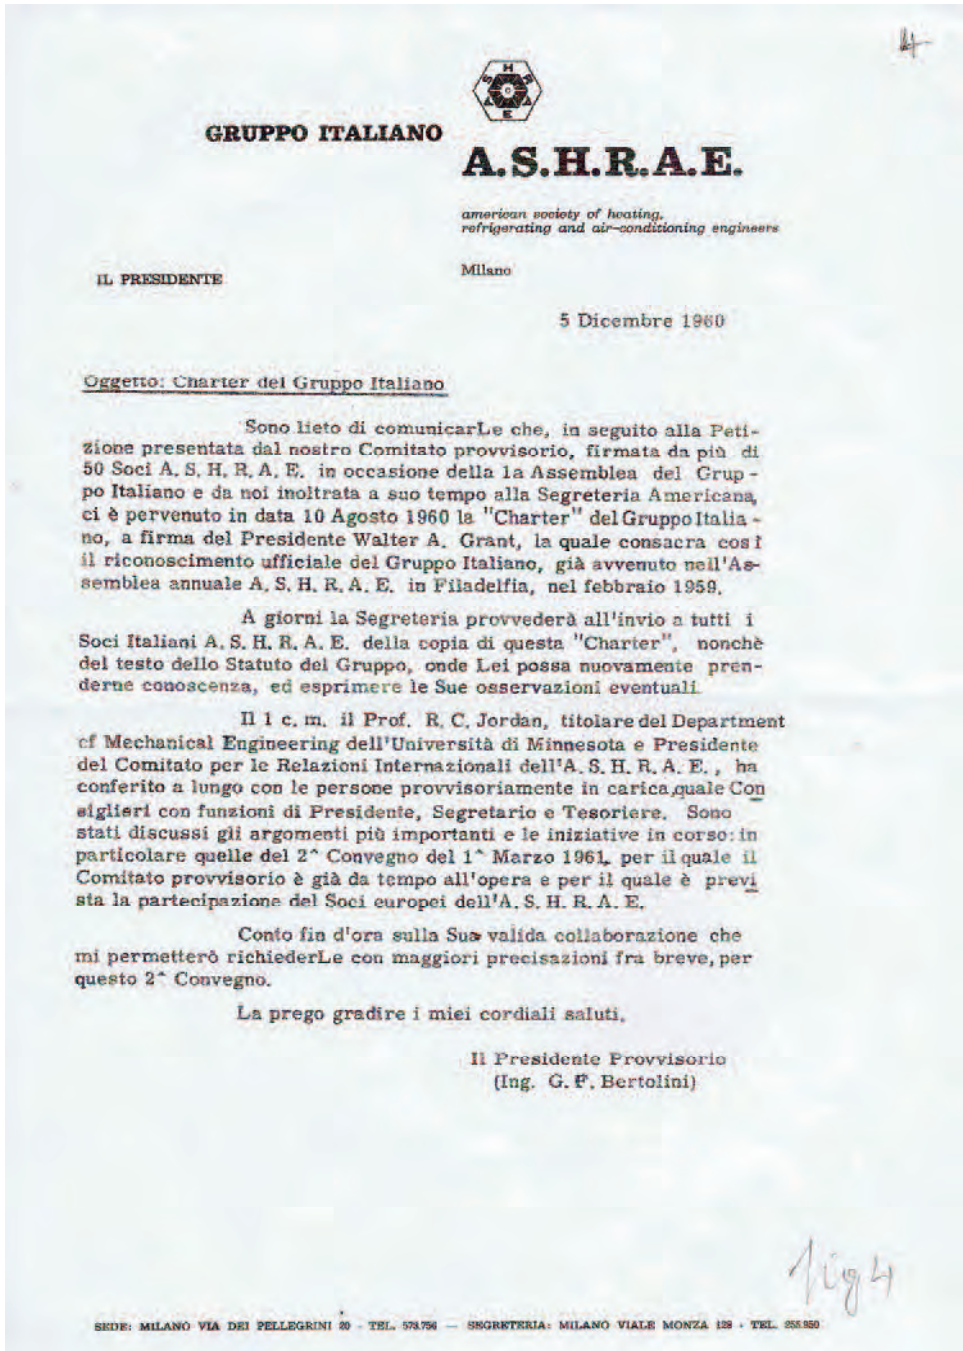 4
H
S R
A A
E
GRUPPO ITALIANO
A.S.H.R.A.E.
american society of heating,
refrigerating and air-conditioning engineers
Milano
IL PRESIDENTE
5 Dicembre 1960
Oggetto: Charter del Gruppo Italiano
Sono lieto di comunicarLe che, in seguito alla Peti-
zione presentata dal nostro Comitato provvisorio, firmata da più di
50 Soci A. S. H. R. A. E. in occasione della 1a Assemblea del Grup -
po Italiano e da noi inoltrata a suo tempo alla Segreteria Americana,
ci è pervenuto in data 10 Agosto 1960 la "Charter" del Gruppo Italia -
no, a firma del Presidente Walter A. Grant, la quale consacra così
il riconoscimento ufficiale del Gruppo Italiano, già avvenuto nell'As-
semblea annuale A. S. H. R. A. E. in Filadelfia, nel febbraio 1959.
A giorni la Segreteria provvederà all'invio a tutti i
Soci Italiani A. S. H. R. A. E. della copia di questa "Charter", nonchè
del testo dello Statuto del Gruppo, onde Lei possa nuovamente pren-
derne conoscenza, ed esprimere le Sue osservazioni eventuali.
Il 1 c. m. il Prof. R. C. Jordan, titolare del Department
of Mechanical Engineering dell'Università di Minnesota e Presidente
del Comitato per le Relazioni Internazionali dell'A. S. H. R. A. E. , ha
conferito a lungo con le persone provvisoriamente in carica,quale Con
siglieri con funzioni di Presidente, Segretario e Tesoriere. Sono
stati discussi gli argomenti più importanti e le iniziative in corso: in
particolare quelle del 2^ Convegno del 1^ Marzo 1961, per il quale il
Comitato provvisorio è già da tempo all'opera e per il quale è previ
sta la partecipazione dei Soci europei dell'A. S. H. R. A. E.
Conto fin d'ora sulla Sua valida collaborazione che
mi permetterò richiederLe con maggiori precisazioni fra breve, per
questo 2^ Convegno.
La prego gradire i miei cordiali saluti.
Il Presidente Provvisorio
(Ing. G. F. Bertolini)
fig 4
SEDE: MILANO VIA DEI PELLEGRINI 20 - TEL. 573.756 — SEGRETERIA: MILANO VIALE MONZA 128 - TEL. 255.950